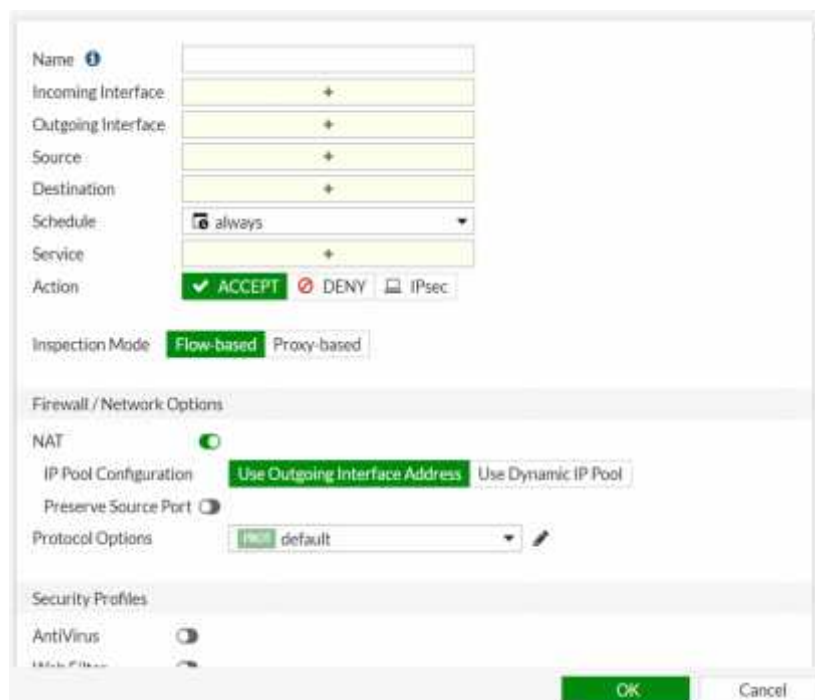 Name
Incoming Interface +
Outgoing Interface +
Source +
Destination +
Schedule always
Service +
Action ACCEPT DENY IPsec
Inspection Mode Flow-based Proxy-based
Firewall / Network Options
NAT
IP Pool Configuration Use Outgoing Interface Address Use Dynamic IP Pool
Preserve Source Port
Protocol Options default
Security Profiles
AntiVirus
OK Cancel